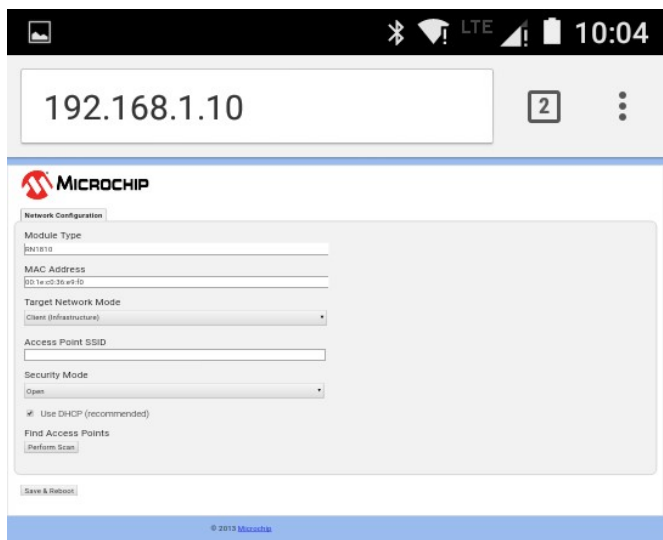 LTE 10:04
192.168.1.10 2
MICROCHIP
Network Configuration
Module Type
RN1810
MAC Address
00:1e:c0:36:e9:f0
Target Network Mode
Client (Infrastructure)
Access Point SSID
Security Mode
Open
Use DHCP (recommended)
Find Access Points
Perform Scan
Save & Reboot
© 2013 Microchip